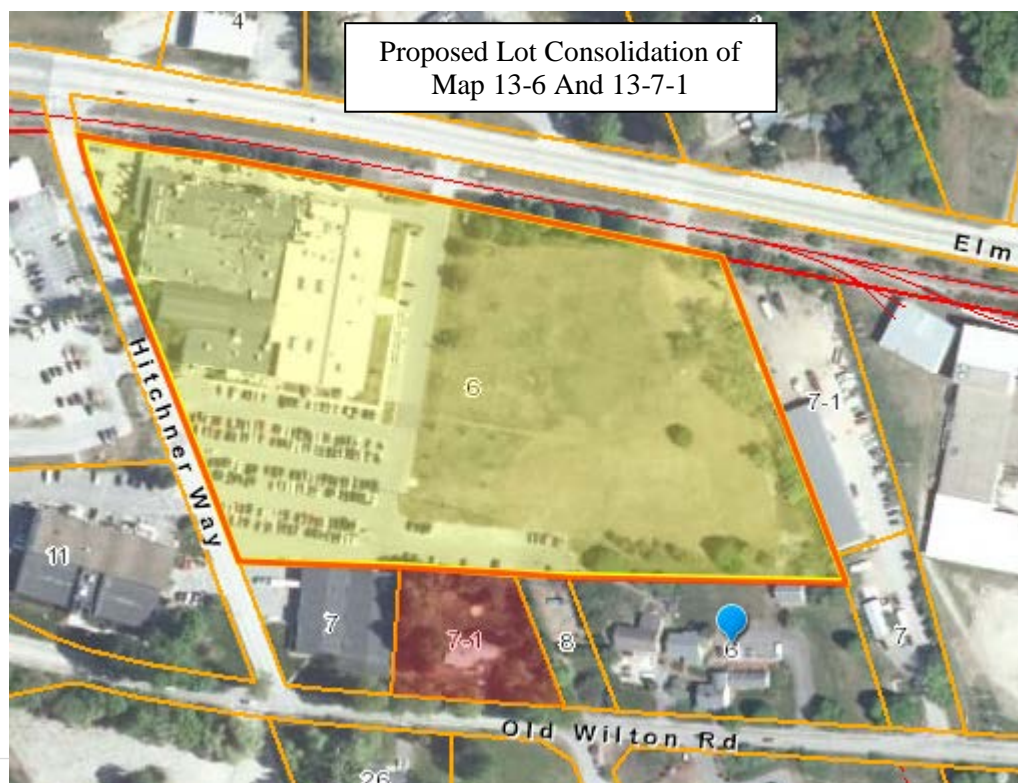 4
Proposed Lot Consolidation of
Map 13-6 And 13-7-1
Elm
6
7-1
Hitchner Way
11
7
7-1
8
6
7
Old Wilton Rd
26